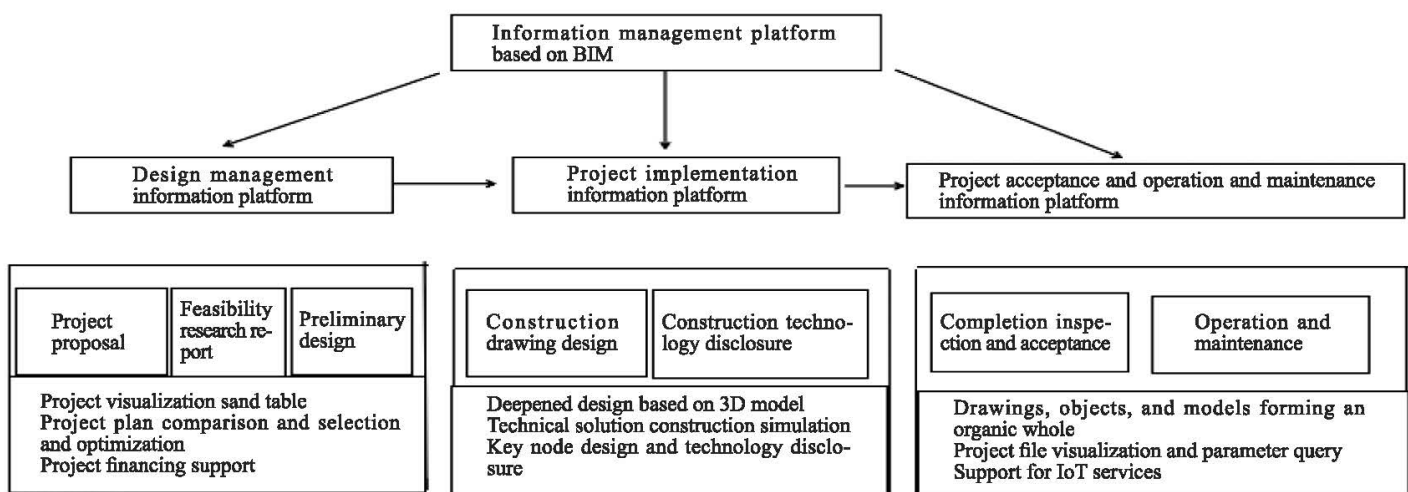 Information management platform
based on BIM
Design management
information platform
Project implementation
information platform
Project acceptance and operation and maintenance
information platform
Project
proposal
Feasibility
research re-
port
Preliminary
design
Construction
drawing design
Construction techno-
logy disclosure
Completion inspe-
ction and acceptance
Operation and
maintenance
Project visualization sand table
Project plan comparison and selection
and optimization
Project financing support
Deepened design based on 3D model
Technical solution construction simulation
Key node design and technology disclo-
sure
Drawings, objects, and models forming an
organic whole
Project file visualization and parameter query
Support for IoT services